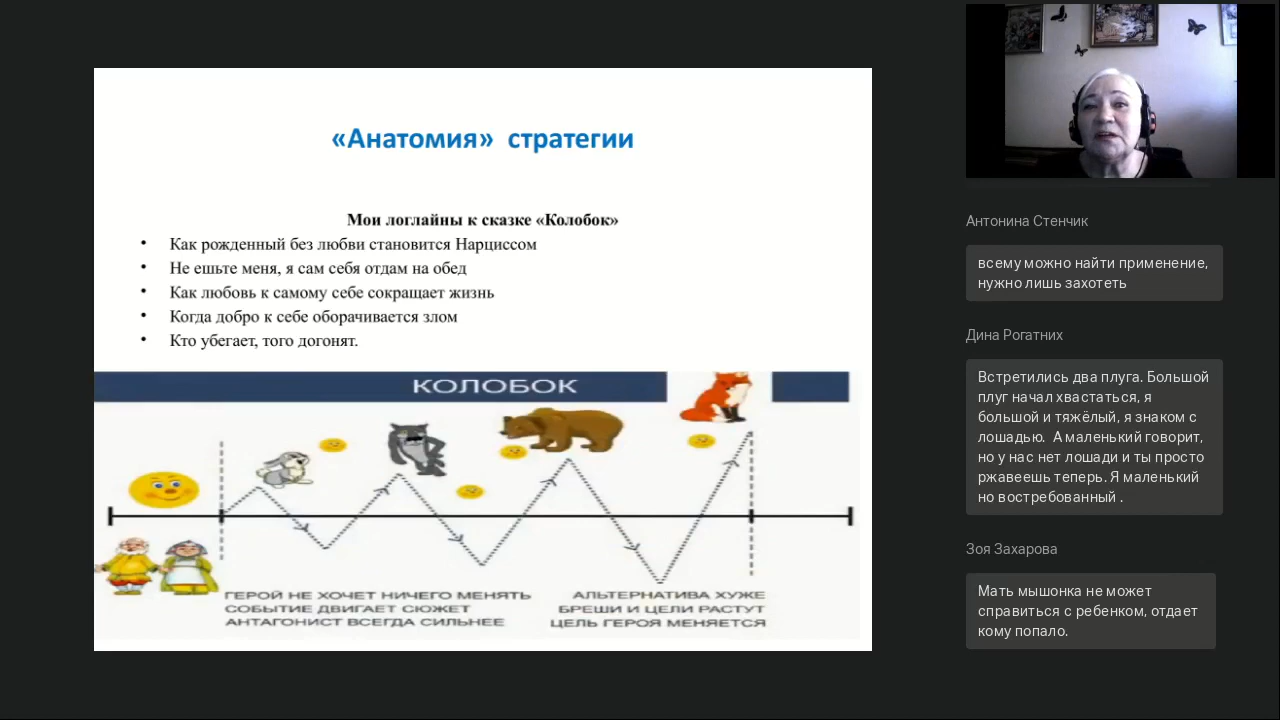 «Анатомия» стратегии
Мои логлайны к сказке «Колобок»
• Как рожденный без любви становится Нарциссом
• Не ешьте меня, я сам себя отдам на обед
• Как любовь к самому себе сокращает жизнь
• Когда добро к себе оборачивается злом
• Кто убегает, того догонят.
КОЛОБОК
ГЕРОЙ НЕ ХОЧЕТ НИЧЕГО МЕНЯТЬ
СОБЫТИЕ ДВИГАЕТ СЮЖЕТ
АНТАГОНИСТ ВСЕГДА СИЛЬНЕЕ
АЛЬТЕРНАТИВА ХУЖЕ
БРЕШИ И ЦЕЛИ РАСТУТ
ЦЕЛЬ ГЕРОЯ МЕНЯЕТСЯ
Антонина Стенчик
всему можно найти применение,
нужно лишь захотеть
Дина Рогатних
Встретились два плуга. Большой
плуг начал хвастаться, я
большой и тяжёлый, я знаком с
лошадью. А маленький говорит,
но у нас нет лошади и ты просто
ржавеешь теперь. Я маленький
но востребованный .
Зоя Захарова
Мать мышонка не может
справиться с ребенком, отдает
кому попало.